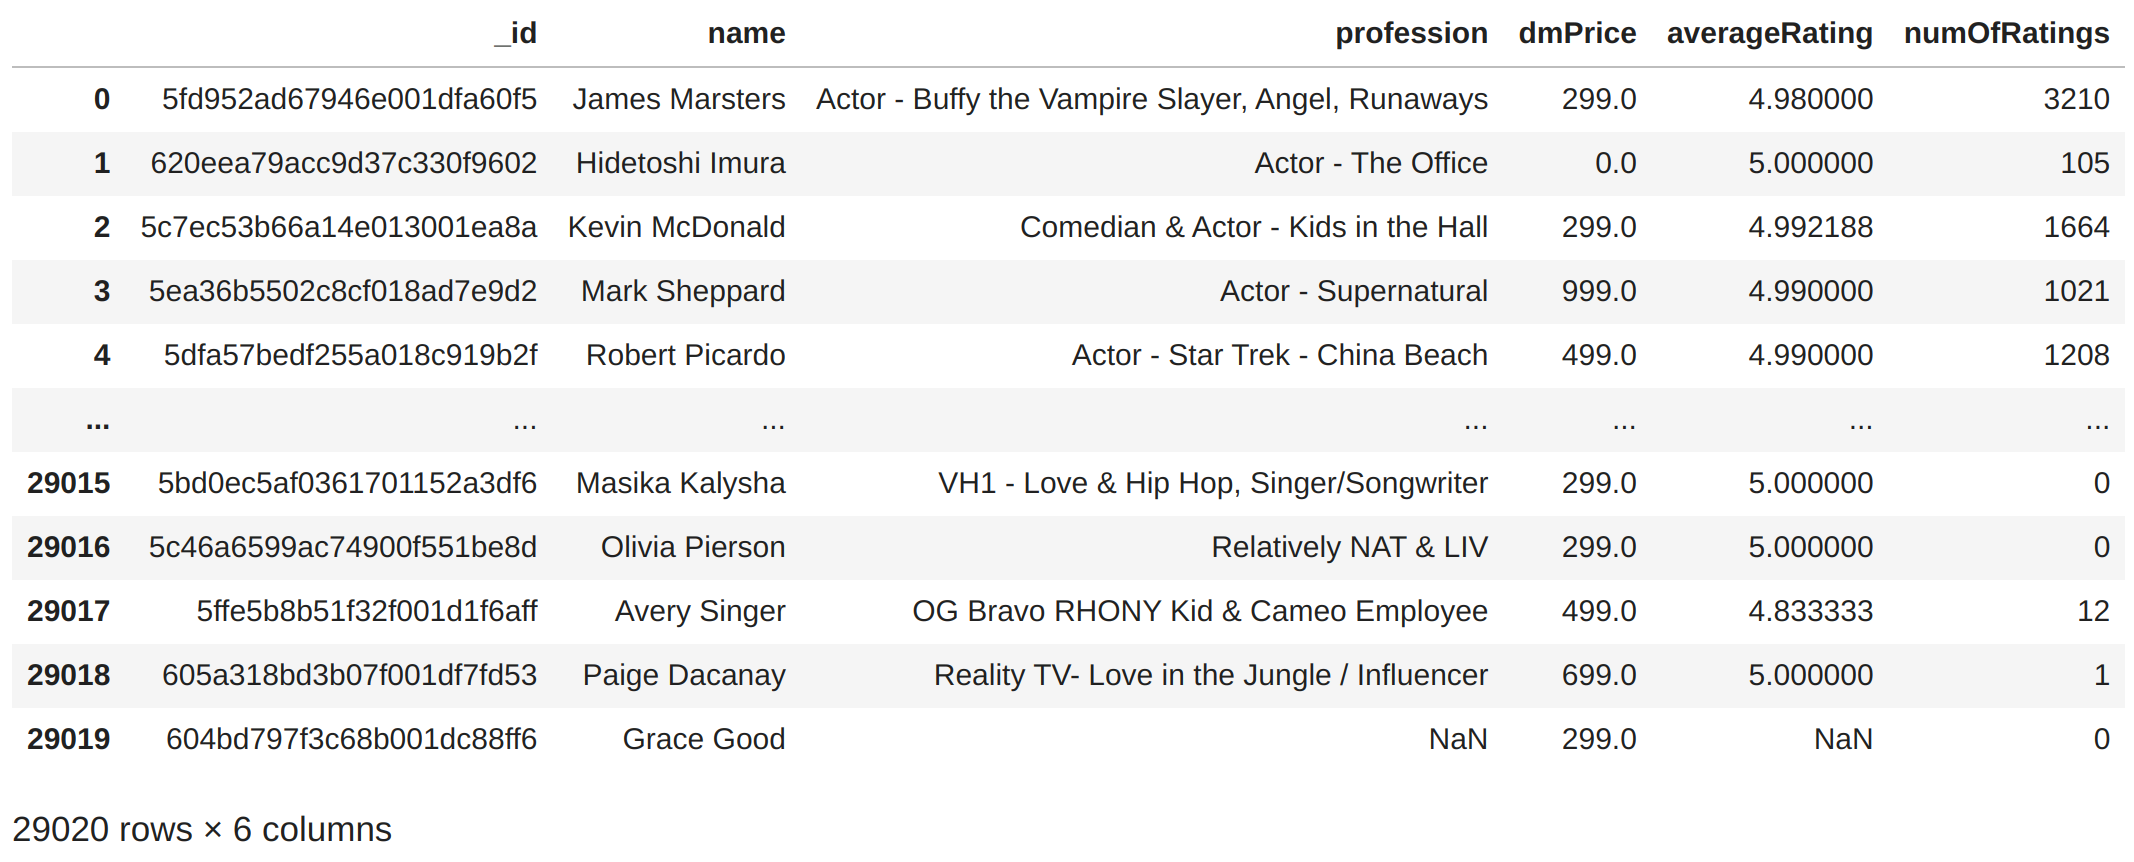 _id name profession dmPrice averageRating numOfRatings
0 5fd952ad67946e001dfa60f5 James Marsters Actor - Buffy the Vampire Slayer, Angel, Runaways 299.0 4.980000 3210
1 620eea79acc9d37c330f9602 Hidetoshi Imura Actor - The Office 0.0 5.000000 105
2 5c7ec53b66a14e013001ea8a Kevin McDonald Comedian & Actor - Kids in the Hall 299.0 4.992188 1664
3 5ea36b5502c8cf018ad7e9d2 Mark Sheppard Actor - Supernatural 999.0 4.990000 1021
4 5dfa57bedf255a018c919b2f Robert Picardo Actor - Star Trek - China Beach 499.0 4.990000 1208
... ... ... ... ... ... ...
29015 5bd0ec5af0361701152a3df6 Masika Kalysha VH1 - Love & Hip Hop, Singer/Songwriter 299.0 5.000000 0
29016 5c46a6599ac74900f551be8d Olivia Pierson Relatively NAT & LIV 299.0 5.000000 0
29017 5ffe5b8b51f32f001d1f6aff Avery Singer OG Bravo RHONY Kid & Cameo Employee 499.0 4.833333 12
29018 605a318bd3b07f001df7fd53 Paige Dacanay Reality TV- Love in the Jungle / Influencer 699.0 5.000000 1
29019 604bd797f3c68b001dc88ff6 Grace Good NaN 299.0 NaN 0
29020 rows × 6 columns